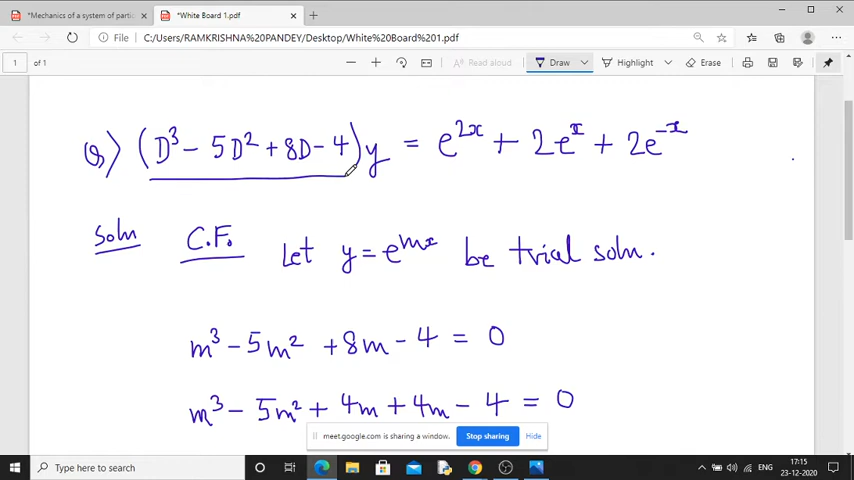 *Mechanics of a system of partic
*White Board 1.pdf
File C:/Users/RAMKRISHNA%20PANDEY/Desktop/White%20Board%201.pdf
1 of 1 Read aloud Draw Highlight Erase
Q> (D³ - 5D² + 8D - 4)y = e^{2x} + 2e^x + 2e^{-x}
Soln C.F. Let y = e^{mx} be trial soln.
m³ - 5m² + 8m - 4 = 0
m³ - 5m² + 4m + 4m - 4 = 0
meet.google.com is sharing a window. Stop sharing Hide
Type here to search
ENG
17:15
23-12-2020